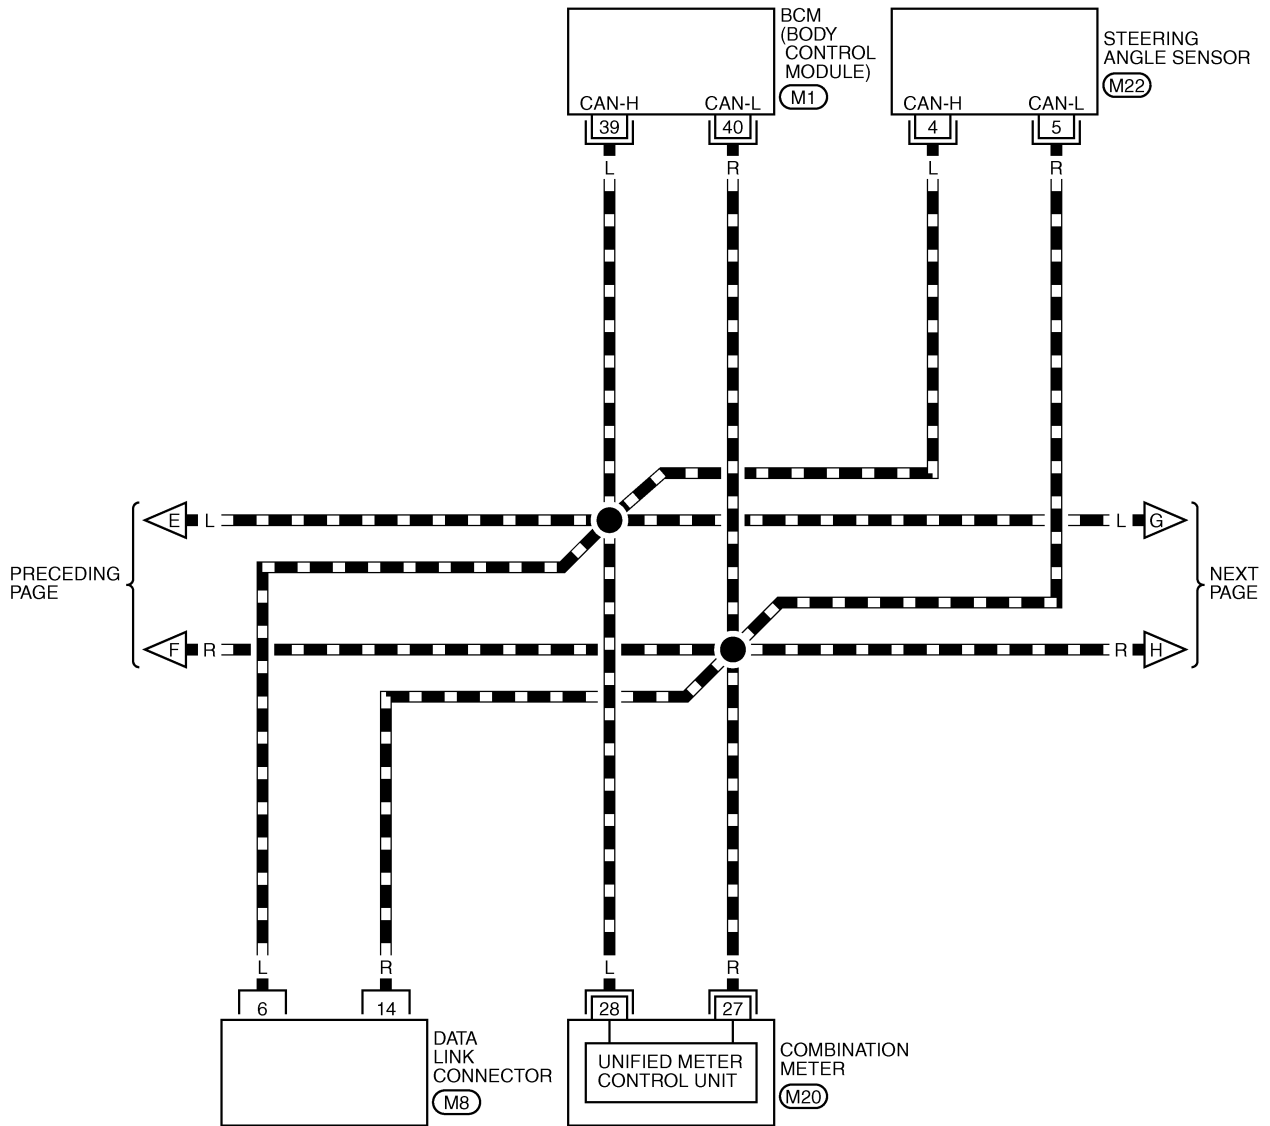 BCM
(BODY
CONTROL
MODULE)
M1
STEERING
ANGLE SENSOR
M22
CAN-H
CAN-L
CAN-H
CAN-L
39
40
4
5
L
R
L
R
E
L
L
G
PRECEDING
PAGE
NEXT
PAGE
F
R
R
H
L
R
L
R
6
14
28
27
DATA
LINK
CONNECTOR
M8
UNIFIED METER
CONTROL UNIT
COMBINATION
METER
M20